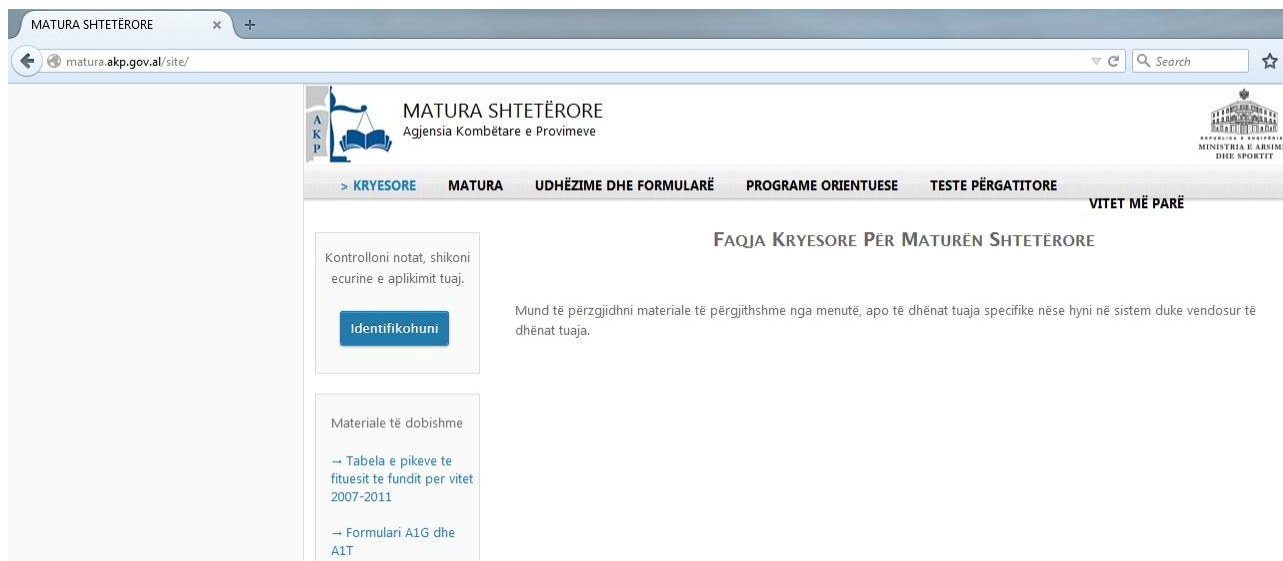 MATURA SHTETËRORE
matura.akp.gov.al/site/
Search
A
K
P
MATURA SHTETËRORE
Agjensia Kombëtare e Provimeve
REPUBLIKA E SHQIPËRIA
MINISTRIA E ARSIMI
DHE SPORTIT
> KRYESORE MATURA UDHËZIME DHE FORMULARË PROGRAME ORIENTUESE TESTE PËRGATITORE
VITET MË PARË
Kontrolloni notat, shikoni
ecurine e aplikimit tuaj.
Identifikohuni
Materiale të dobishme
→ Tabela e pikeve te
fituesit te fundit per vitet
2007-2011
→ Formulari A1G dhe
A1T
FAQJA KRYESORE PËR MATURËN SHTETËRORE
Mund të përzgjidhni materiale të përgjithshme nga menutë, apo të dhënat tuaja specifike nëse hyni në sistem duke vendosur të
dhënat tuaja.